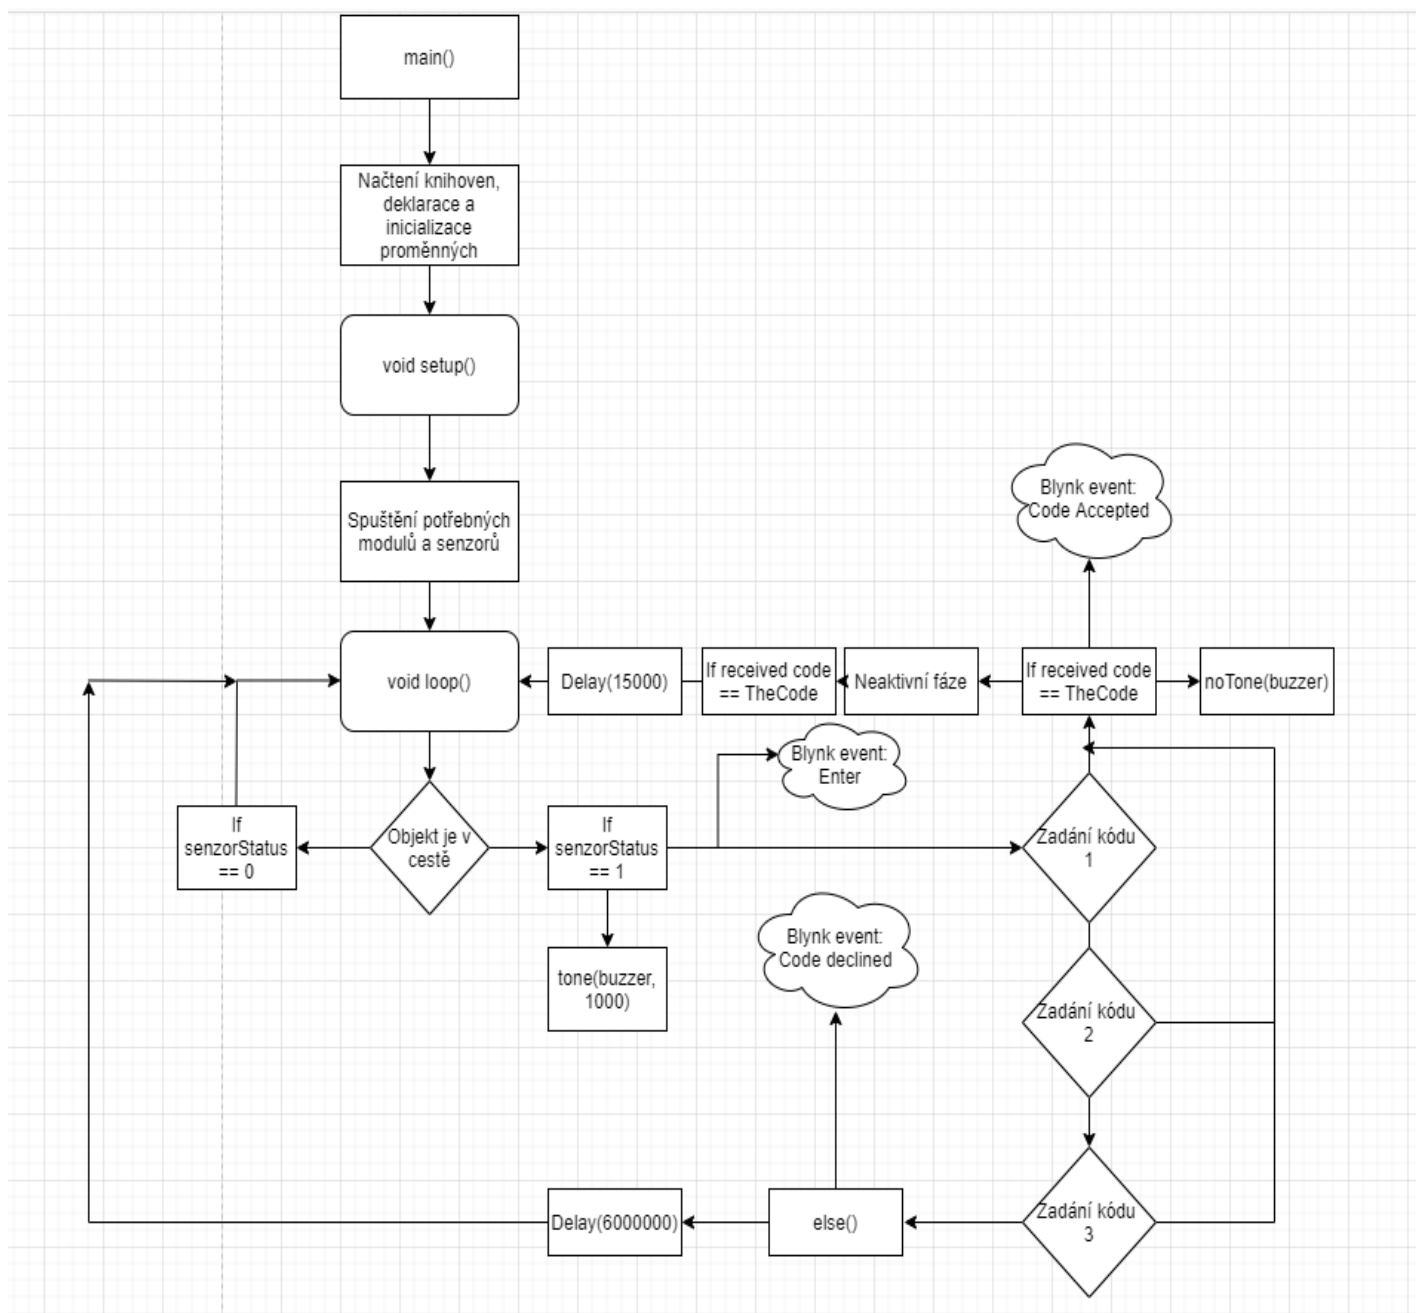 main()
Načtení knihoven,
deklarace a
inicializace
proměnných
void setup()
Spuštění potřebných
modulů a senzorů
Blynk event:
Code Accepted
void loop()
Delay(15000)
If received code
== TheCode
Neaktivní fáze
If received code
== TheCode
noTone(buzzer)
Blynk event:
Enter
If
senzorStatus
== 0
Objekt je v
cestě
If
senzorStatus
== 1
Zadání kódu
1
Blynk event:
Code declined
tone(buzzer,
1000)
Zadání kódu
2
Delay(6000000)
else()
Zadání kódu
3